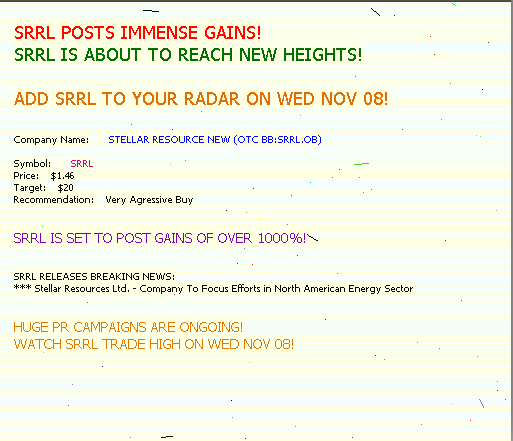 SRRL POSTS IMMENSE GAINS!
SRRL IS ABOUT TO REACH NEW HEIGHTS!
ADD SRRL TO YOUR RADAR ON WED NOV 08!
Company Name: STELLAR RESOURCE NEW (OTC BB:SRRL.OB)
Symbol: SRRL
Price: $1.46
Target: $20
Recommendation: Very Agressive Buy
SRRL IS SET TO POST GAINS OF OVER 1000%!
SRRL RELEASES BREAKING NEWS:
*** Stellar Resources Ltd. - Company To Focus Efforts in North American Energy Sector
HUGE PR CAMPAIGNS ARE ONGOING!
WATCH SRRL TRADE HIGH ON WED NOV 08!